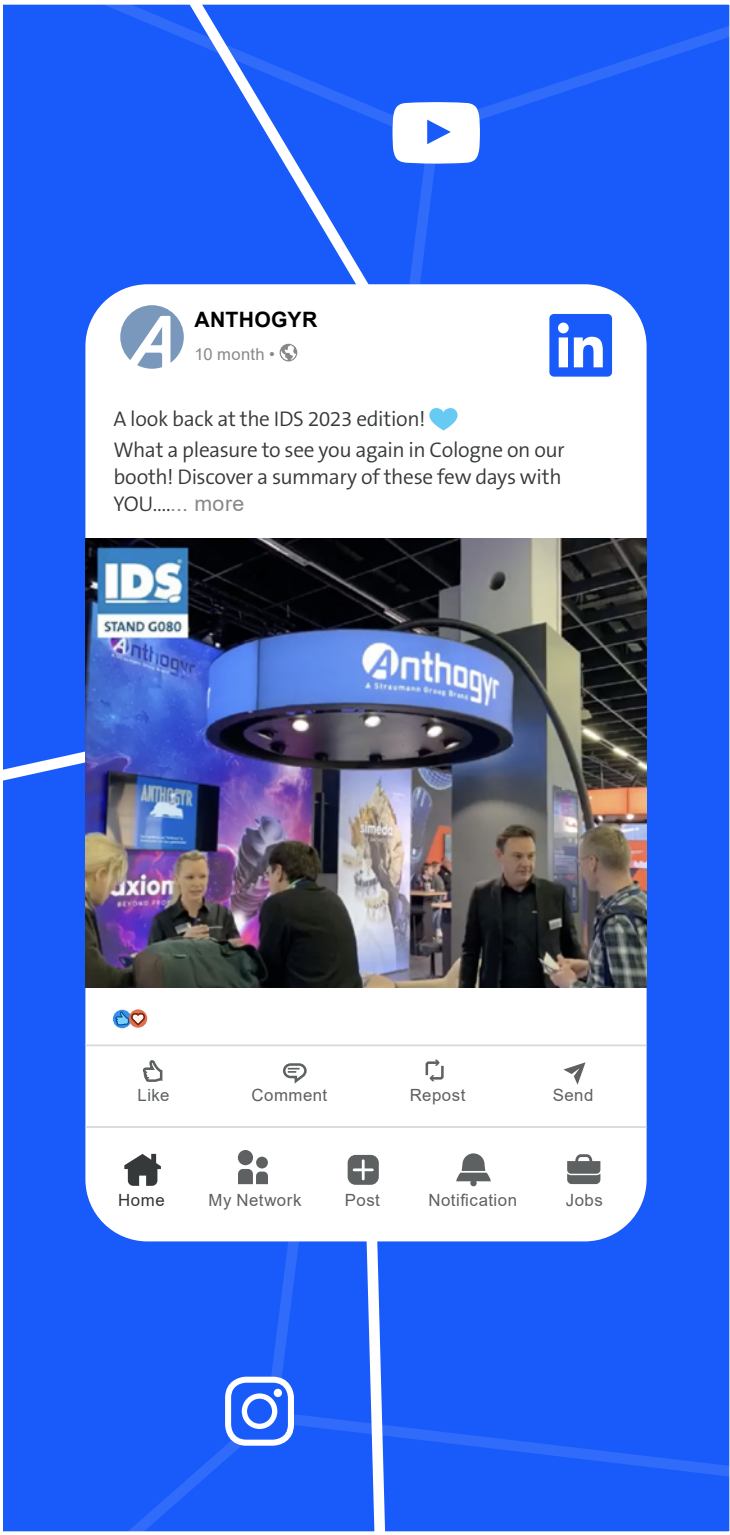 ANTHOGYR
10 month •
in
A look back at the IDS 2023 edition!
What a pleasure to see you again in Cologne on our
booth! Discover a summary of these few days with
YOU....... more
IDS
STAND G080
Anthogyr
Anthogyr
A Straumann Group Brand
ANTHOGYR
simeda
axiom
Like
Comment
Repost
Send
Home
My Network
Post
Notification
Jobs